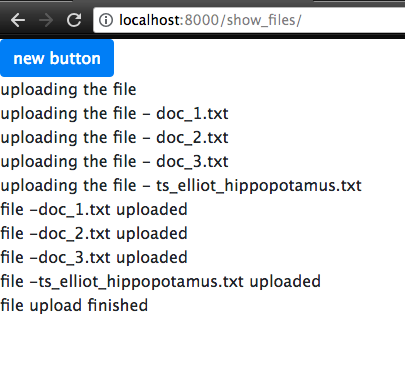 localhost:8000/show_files/
new button
uploading the file
uploading the file - doc_1.txt
uploading the file - doc_2.txt
uploading the file - doc_3.txt
uploading the file - ts_elliot_hippopotamus.txt
file -doc_1.txt uploaded
file -doc_2.txt uploaded
file -doc_3.txt uploaded
file -ts_elliot_hippopotamus.txt uploaded
file upload finished